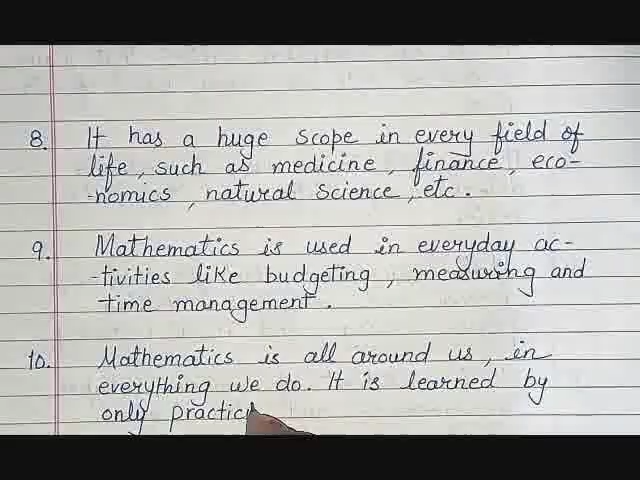 8. It has a huge scope in every field of
life, such as medicine, finance, eco-
-nomics, natural science, etc.
9. Mathematics is used in everyday ac-
-tivities like budgeting, measuring and
time management.
10. Mathematics is all around us, in
everything we do. It is learned by
only practic